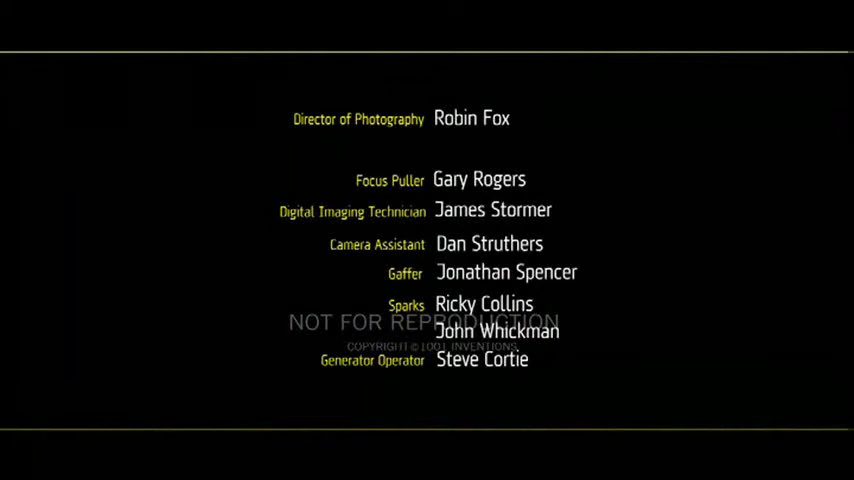 Director of Photography Robin Fox
Focus Puller Gary Rogers
Digital Imaging Technician James Stormer
Camera Assistant Dan Struthers
Gaffer Jonathan Spencer
Sparks Ricky Collins
NOT FOR REPRODUCTION
John Whickman
COPYRIGHT©1001 INVENTIONS
Generator Operator Steve Cortie